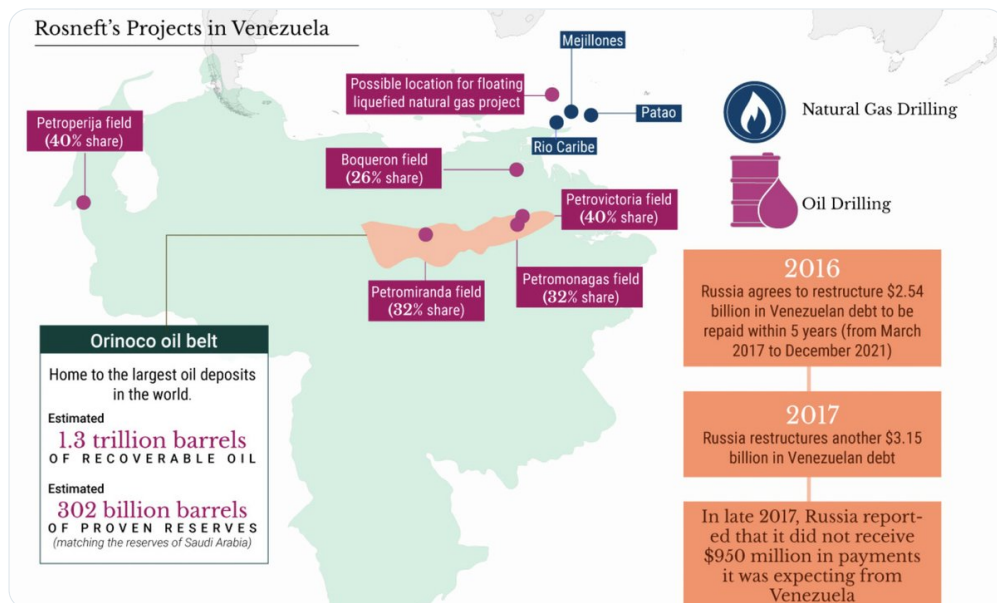 Rosneft's Projects in Venezuela
Mejillones
Possible location for floating
liquefied natural gas project
Patao
Rio Caribe
Natural Gas Drilling
Petroperija field
(40% share)
Boqueron field
(26% share)
Petrovictoria field
(40% share)
Oil Drilling
Petromiranda field
(32% share)
Petromonagas field
(32% share)
Orinoco oil belt
Home to the largest oil deposits
in the world.
Estimated
1.3 trillion barrels
OF RECOVERABLE OIL
Estimated
302 billion barrels
OF PROVEN RESERVES
(matching the reserves of Saudi Arabia)
2016
Russia agrees to restructure $2.54
billion in Venezuelan debt to be
repaid within 5 years (from March
2017 to December 2021)
2017
Russia restructures another $3.15
billion in Venezuelan debt
In late 2017, Russia report-
ed that it did not receive
$950 million in payments
it was expecting from
Venezuela